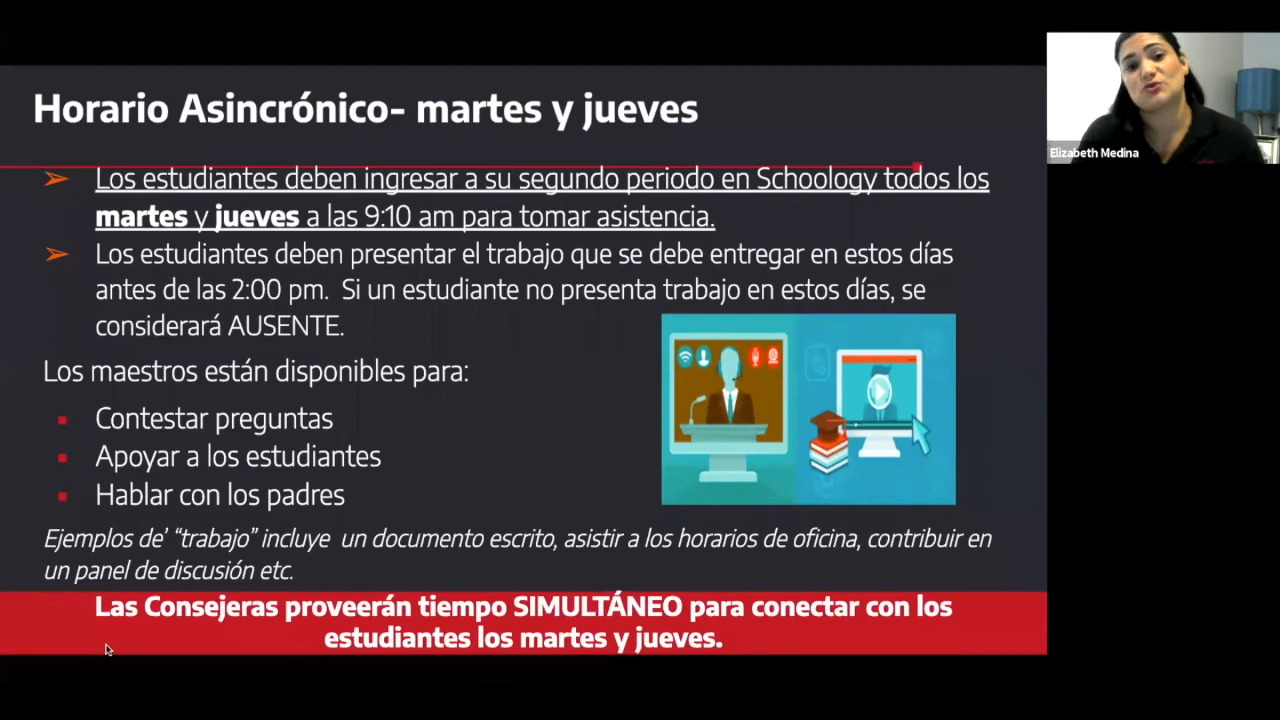 Horario Asincrónico- martes y jueves
Los estudiantes deben ingresar a su segundo periodo en Schoology todos los
martes y jueves a las 9:10 am para tomar asistencia.
Los estudiantes deben presentar el trabajo que se debe entregar en estos días
antes de las 2:00 pm. Si un estudiante no presenta trabajo en estos días, se
considerará AUSENTE.
Los maestros están disponibles para:
Contestar preguntas
Apoyar a los estudiantes
Hablar con los padres
Ejemplos de’ “trabajo” incluye un documento escrito, asistir a los horarios de oficina, contribuir en
un panel de discusión etc.
Las Consejeras proveerán tiempo SIMULTÁNEO para conectar con los
estudiantes los martes y jueves.
Elizabeth Medina